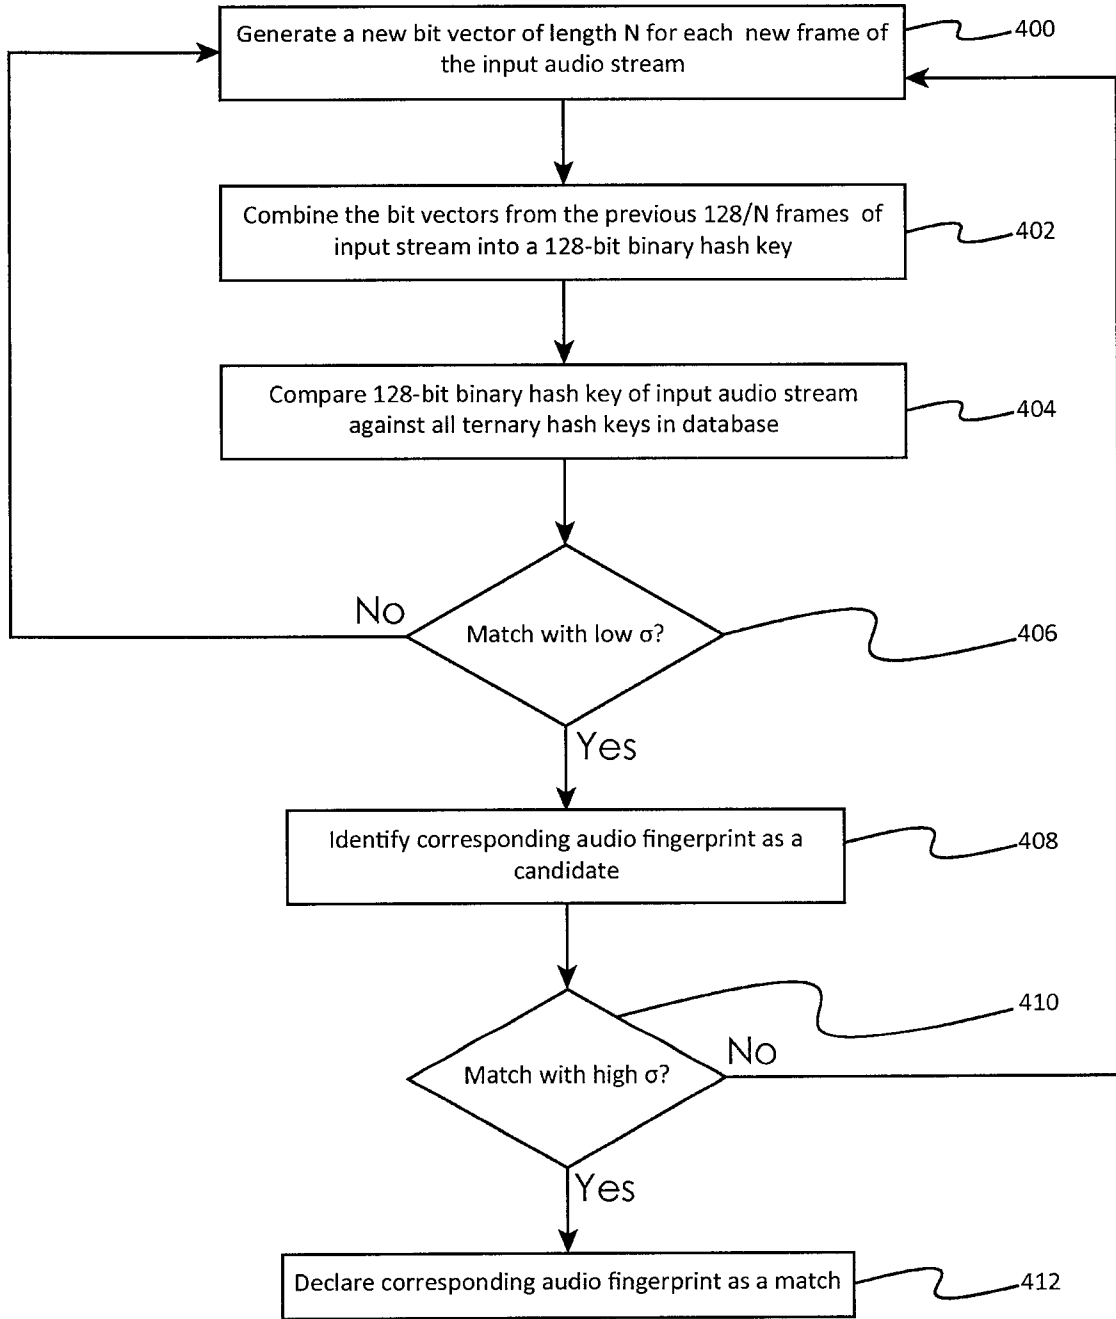 Generate a new bit vector of length N for each new frame of
the input audio stream
400
Combine the bit vectors from the previous 128/N frames of
input stream into a 128-bit binary hash key
402
Compare 128-bit binary hash key of input audio stream
against all ternary hash keys in database
404
No
Match with low σ?
406
Yes
Identify corresponding audio fingerprint as a
candidate
408
410
No
Match with high σ?
Yes
Declare corresponding audio fingerprint as a match
412